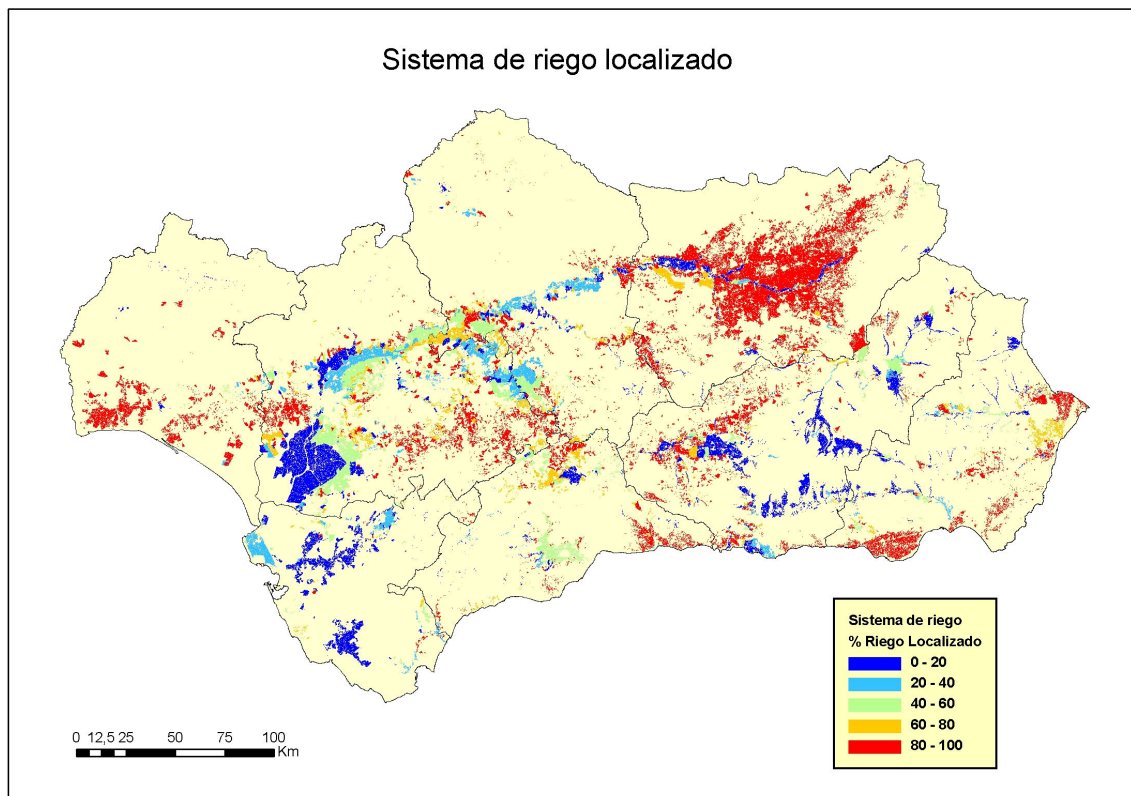 Sistema de riego localizado
Sistema de riego
% Riego Localizado
0 - 20
20 - 40
40 - 60
60 - 80
80 - 100
0 12,5 25 50 75 100
Km